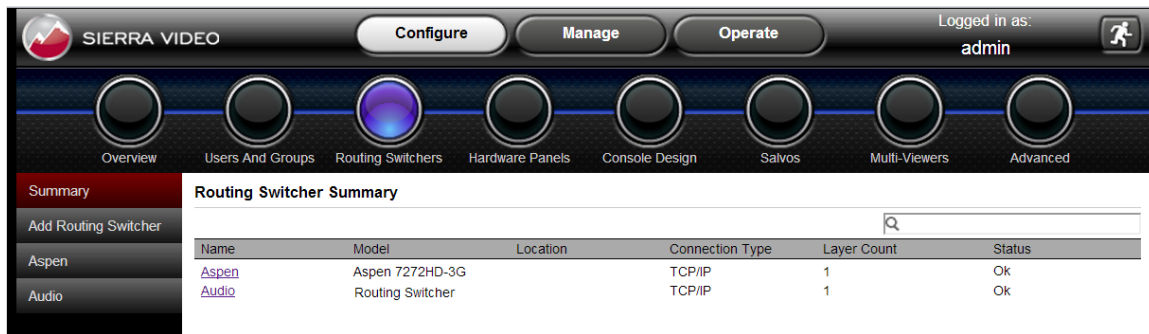 SIERRA VIDEO
Configure
Manage
Operate
Logged in as:
admin
Overview
Users And Groups
Routing Switchers
Hardware Panels
Console Design
Salvos
Multi-Viewers
Advanced
Summary
Add Routing Switcher
Aspen
Audio
Routing Switcher Summary
Name Model Location Connection Type Layer Count Status
Aspen Aspen 7272HD-3G TCP/IP 1 Ok
Audio Routing Switcher TCP/IP 1 Ok